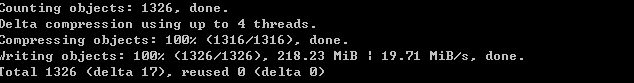 Counting objects: 1326, done.
Delta compression using up to 4 threads.
Compressing objects: 100% (1316/1316), done.
Writing objects: 100% (1326/1326), 218.23 MiB ¦ 19.71 MiB/s, done.
Total 1326 (delta 17), reused 0 (delta 0)